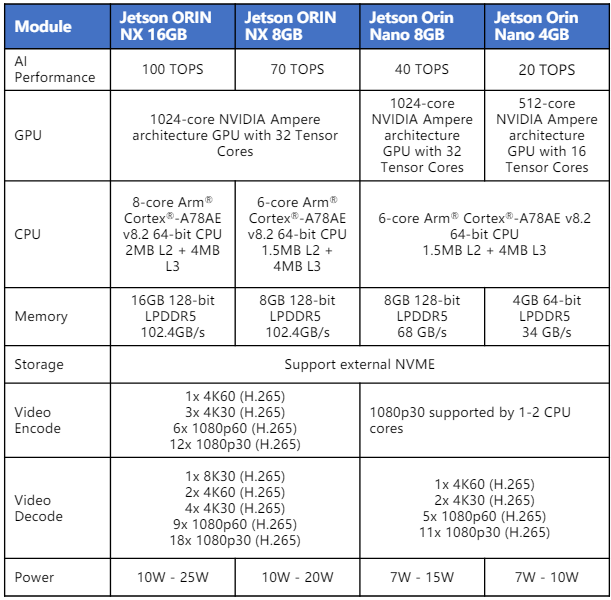 Module
Jetson ORIN
NX 16GB
Jetson ORIN
NX 8GB
Jetson Orin
Nano 8GB
Jetson Orin
Nano 4GB
AI
Performance
100 TOPS
70 TOPS
40 TOPS
20 TOPS
GPU
1024-core NVIDIA Ampere
architecture GPU with 32 Tensor
Cores
1024-core
NVIDIA Ampere
architecture
GPU with 32
Tensor Cores
512-core
NVIDIA Ampere
architecture
GPU with 16
Tensor Cores
CPU
8-core Arm®
Cortex®-A78AE
v8.2 64-bit CPU
2MB L2 + 4MB
L3
6-core Arm®
Cortex®-A78AE
v8.2 64-bit CPU
1.5MB L2 +
4MB L3
6-core Arm® Cortex®-A78AE v8.2
64-bit CPU
1.5MB L2 + 4MB L3
Memory
16GB 128-bit
LPDDR5
102.4GB/s
8GB 128-bit
LPDDR5
102.4GB/s
8GB 128-bit
LPDDR5
68 GB/s
4GB 64-bit
LPDDR5
34 GB/s
Storage
Support external NVME
Video
Encode
1x 4K60 (H.265)
3x 4K30 (H.265)
6x 1080p60 (H.265)
12x 1080p30 (H.265)
1080p30 supported by 1-2 CPU
cores
Video
Decode
1x 8K30 (H.265)
2x 4K60 (H.265)
4x 4K30 (H.265)
9x 1080p60 (H.265)
18x 1080p30 (H.265)
1x 4K60 (H.265)
2x 4K30 (H.265)
5x 1080p60 (H.265)
11x 1080p30 (H.265)
Power
10W - 25W
10W - 20W
7W - 15W
7W - 10W